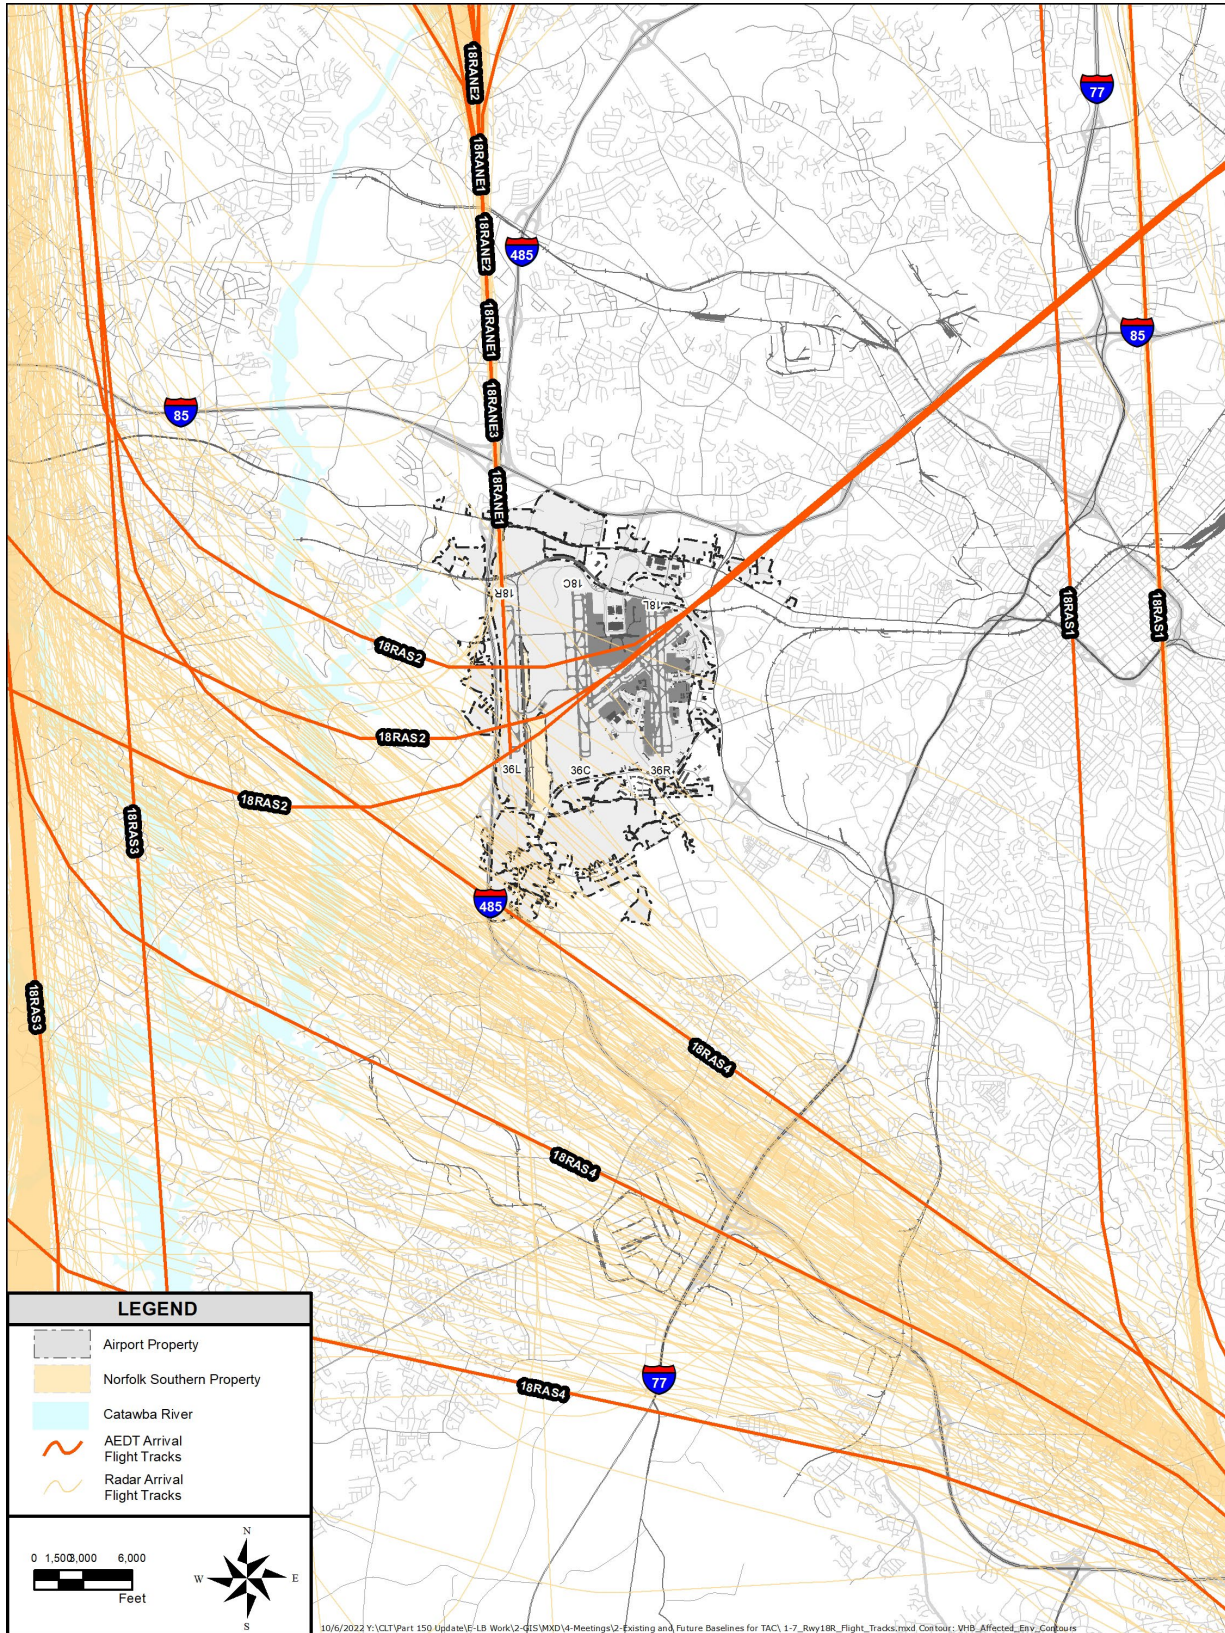 18RANE2
77
18RANE1
18RANE2
485
18RANE1
85
18RANE3
85
18RANE1
18C
18R
18L
18RAS1
18RAS1
18RAS2
18RAS2
36L
36C
36R
18RAS2
18RAS3
485
18RAS3
18RAS4
18RAS4
77
18RAS4
LEGEND
Airport Property
Norfolk Southern Property
Catawba River
AEDT Arrival
Flight Tracks
Radar Arrival
Flight Tracks
0 1,500 3,000 6,000
Feet
N
W E
S
10/6/2022 Y:\CLT\Part 150 Update\E-LB Work\2-GIS\MXD\4-Meetings\2-Existing and Future Baselines for TAC\ 1-7_Rwy18R_Flight_Tracks.mxd Contour: VHB_Affected_Env_Contours